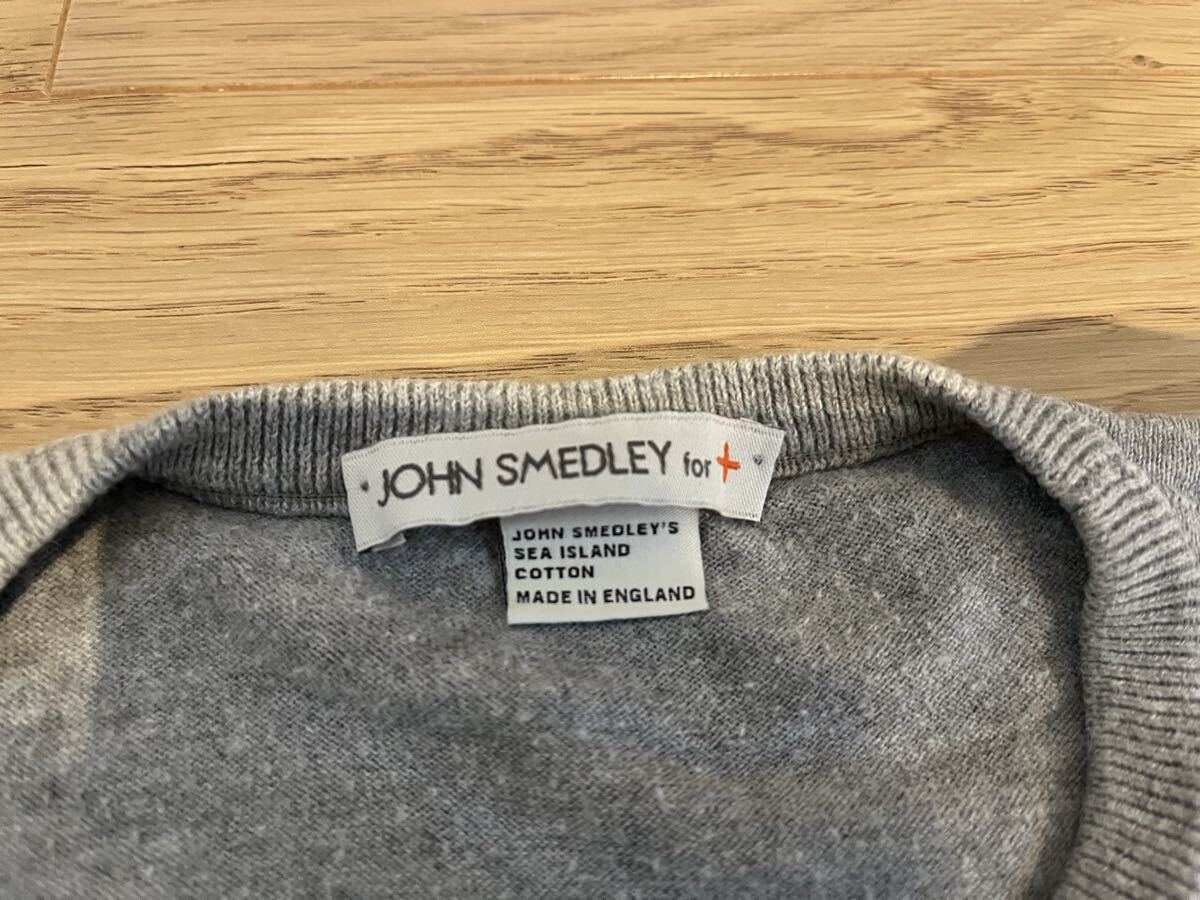 JOHN SMEDLEY for +
JOHN SMEDLEY'S
SEA ISLAND
COTTON
MADE IN ENGLAND